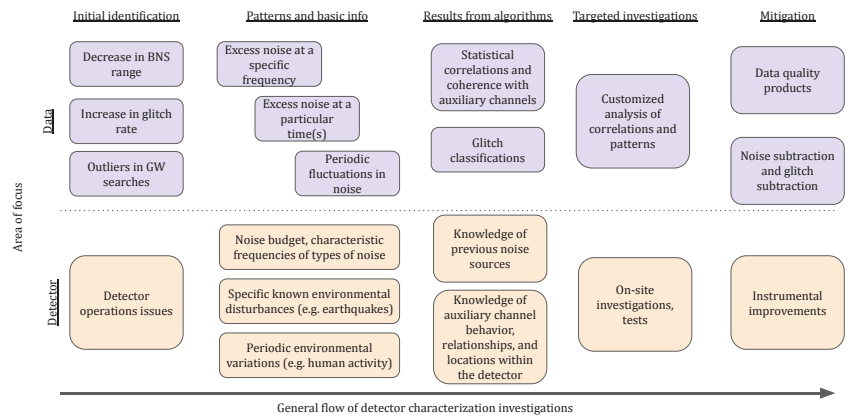 Initial identification
Patterns and basic info
Results from algorithms
Targeted investigations
Mitigation
Area of focus
Data
Decrease in BNS
range
Increase in glitch
rate
Outliers in GW
searches
Excess noise at a
specific
frequency
Excess noise at a
particular
time(s)
Periodic
fluctuations in
noise
Statistical
correlations and
coherence with
auxiliary channels
Glitch
classifications
Customized
analysis of
correlations and
patterns
Data quality
products
Noise subtraction
and glitch
subtraction
Detector
Detector
operations issues
Noise budget, characteristic
frequencies of types of noise
Specific known environmental
disturbances (e.g. earthquakes)
Periodic environmental
variations (e.g. human activity)
Knowledge of
previous noise
sources
Knowledge of
auxiliary channel
behavior,
relationships, and
locations within
the detector
On-site
investigations,
tests
Instrumental
improvements
General flow of detector characterization investigations